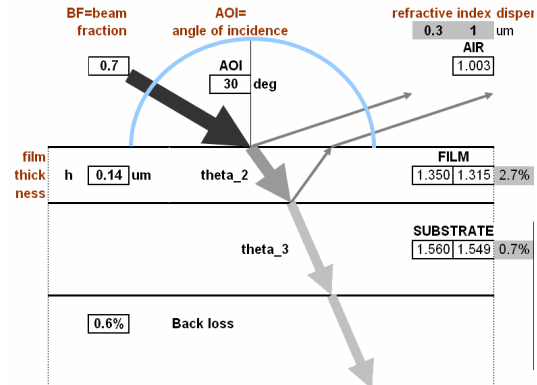 BF=beam fraction
AOI= angle of incidence
refractive index disper
0.3 1 um
AIR
0.7
AOI
1.003
30 deg
film thick ness
FILM
h 0.14 um
theta_2
1.350 1.315 2.7%
SUBSTRATE
theta_3
1.560 1.549 0.7%
0.6% Back loss